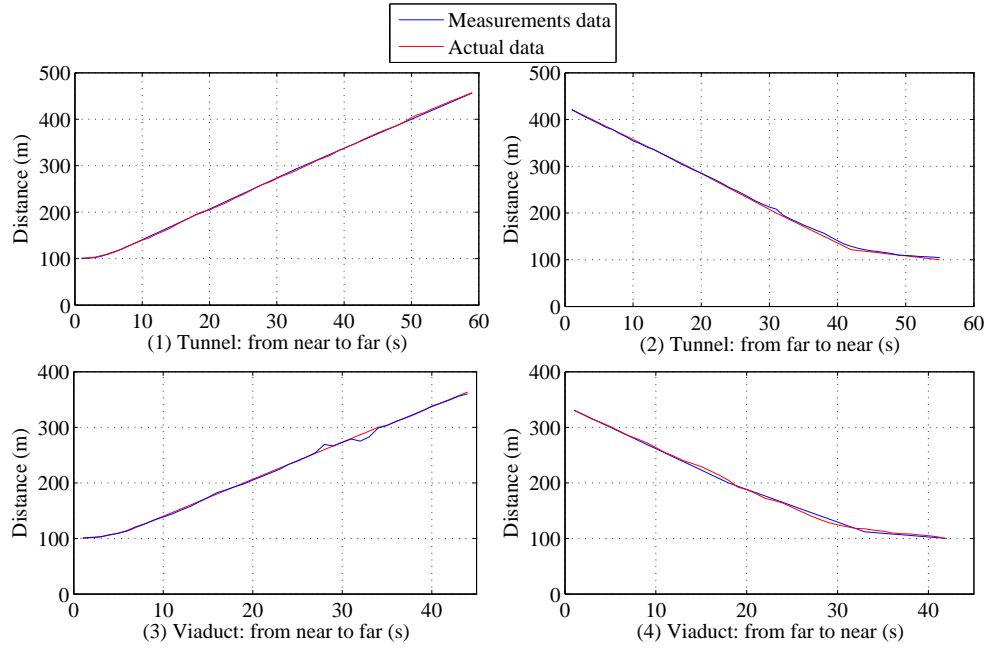 Measurements data
Actual data
500
400
300
200
100
0
Distance (m)
0 10 20 30 40 50 60
(1) Tunnel: from near to far (s)
500
400
300
200
100
0
Distance (m)
0 10 20 30 40 50 60
(2) Tunnel: from far to near (s)
400
300
200
100
0
Distance (m)
0 10 20 30 40
(3) Viaduct: from near to far (s)
400
300
200
100
0
Distance (m)
0 10 20 30 40
(4) Viaduct: from far to near (s)